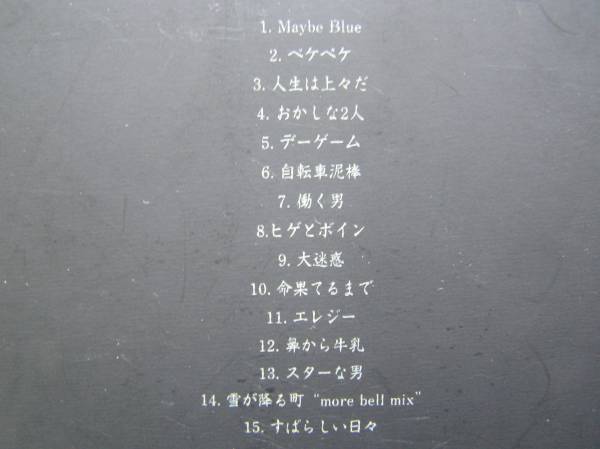 1. Maybe Blue
2. ペケペケ
3. 人生は上々だ
4. おかしな2人
5. デーゲーム
6. 自転車泥棒
7. 働く男
8.ヒゲとボイン
9. 大迷惑
10. 命果てるまで
11. エレジー
12. 鼻から牛乳
13. スターな男
14. 雪が降る町 “more bell mix”
15. すばらしい日々